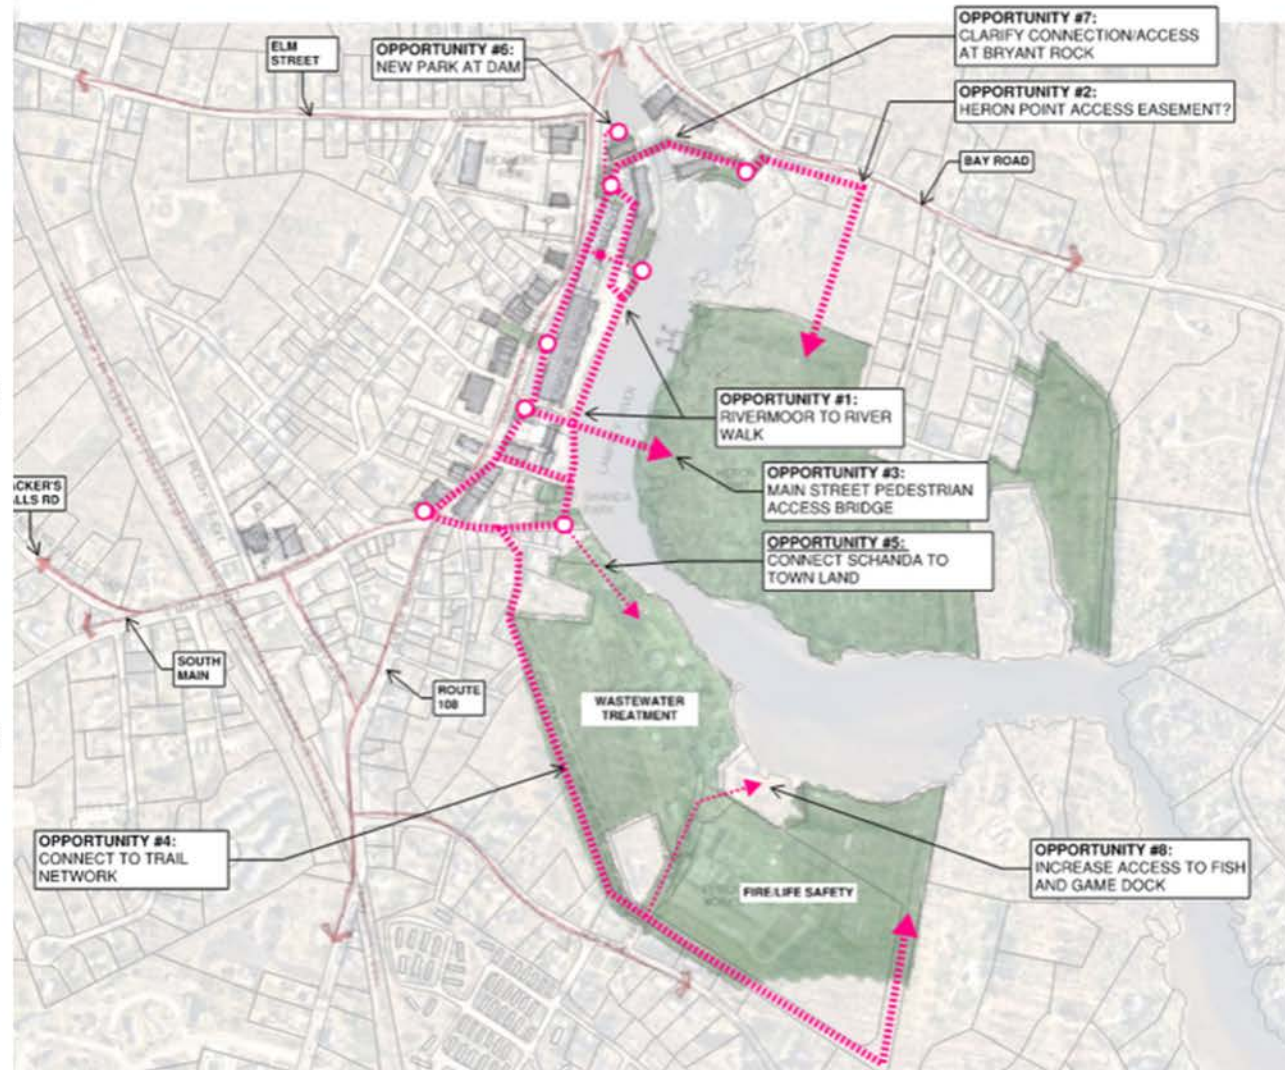 OPPORTUNITY #7:
CLARIFY CONNECTION/ACCESS
AT BRYANT ROCK
ELM
STREET
OPPORTUNITY #6:
NEW PARK AT DAM
OPPORTUNITY #2:
HERON POINT ACCESS EASEMENT?
BAY ROAD
OPPORTUNITY #1:
RIVERMOOR TO RIVER
WALK
OPPORTUNITY #3:
MAIN STREET PEDESTRIAN
ACCESS BRIDGE
ACKER'S
LLS RD
OPPORTUNITY #5:
CONNECT SCHANDA TO
TOWN LAND
SOUTH
MAIN
ROUTE
108
WASTEWATER
TREATMENT
OPPORTUNITY #4:
CONNECT TO TRAIL
NETWORK
OPPORTUNITY #8:
INCREASE ACCESS TO FISH
AND GAME DOCK
FIRE/LIFE SAFETY